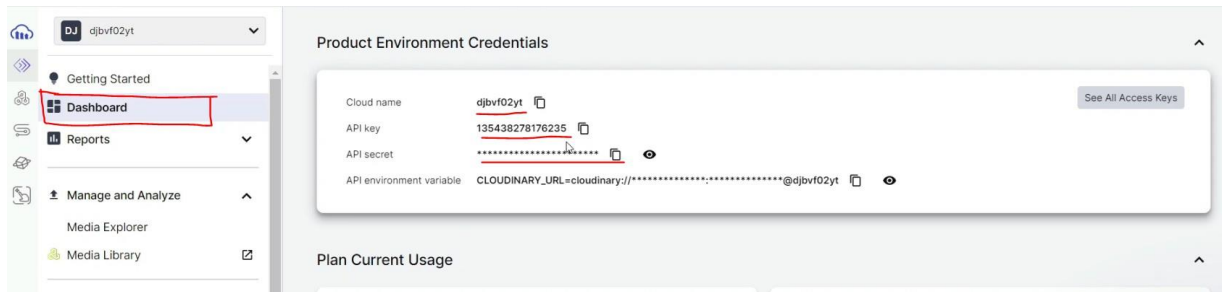 DJ djbvf02yt
Getting Started
Dashboard
Reports
Manage and Analyze
Media Explorer
Media Library
Product Environment Credentials
See All Access Keys
Cloud name djbvf02yt
API key 135438278176235
API secret ************************
API environment variable CLOUDINARY_URL=cloudinary://**************:**************@djbvf02yt
Plan Current Usage